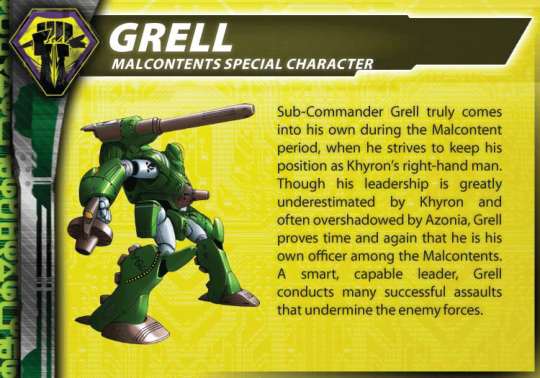 GRELL
MALCONTENTS SPECIAL CHARACTER
Sub-Commander Grell truly comes
into his own during the Malcontent
period, when he strives to keep his
position as Khyron's right-hand man.
Though his leadership is greatly
underestimated by Khyron and
often overshadowed by Azonia, Grell
proves time and again that he is his
own officer among the Malcontents.
A smart, capable leader, Grell
conducts many successful assaults
that undermine the enemy forces.